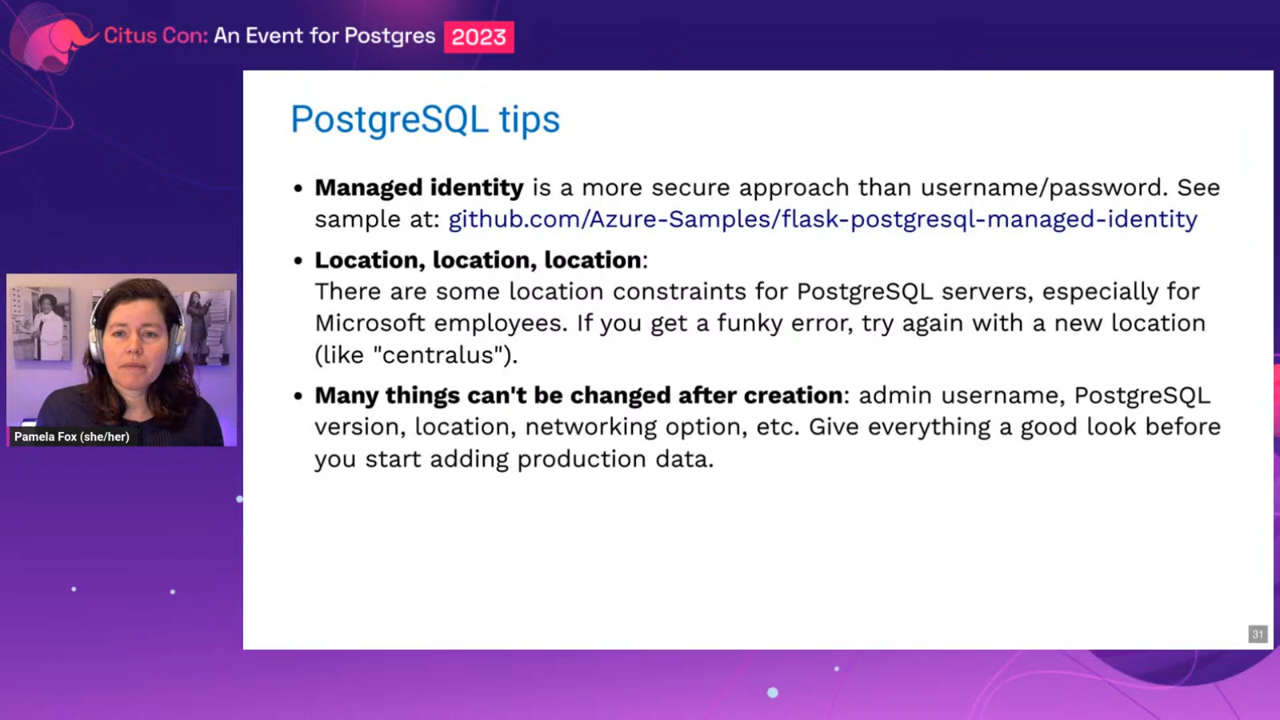 Citus Con: An Event for Postgres 2023
PostgreSQL tips
• Managed identity is a more secure approach than username/password. See
sample at: github.com/Azure-Samples/flask-postgresql-managed-identity
• Location, location, location:
There are some location constraints for PostgreSQL servers, especially for
Microsoft employees. If you get a funky error, try again with a new location
(like "centralus").
• Many things can't be changed after creation: admin username, PostgreSQL
version, location, networking option, etc. Give everything a good look before
you start adding production data.
Pamela Fox (she/her)
31